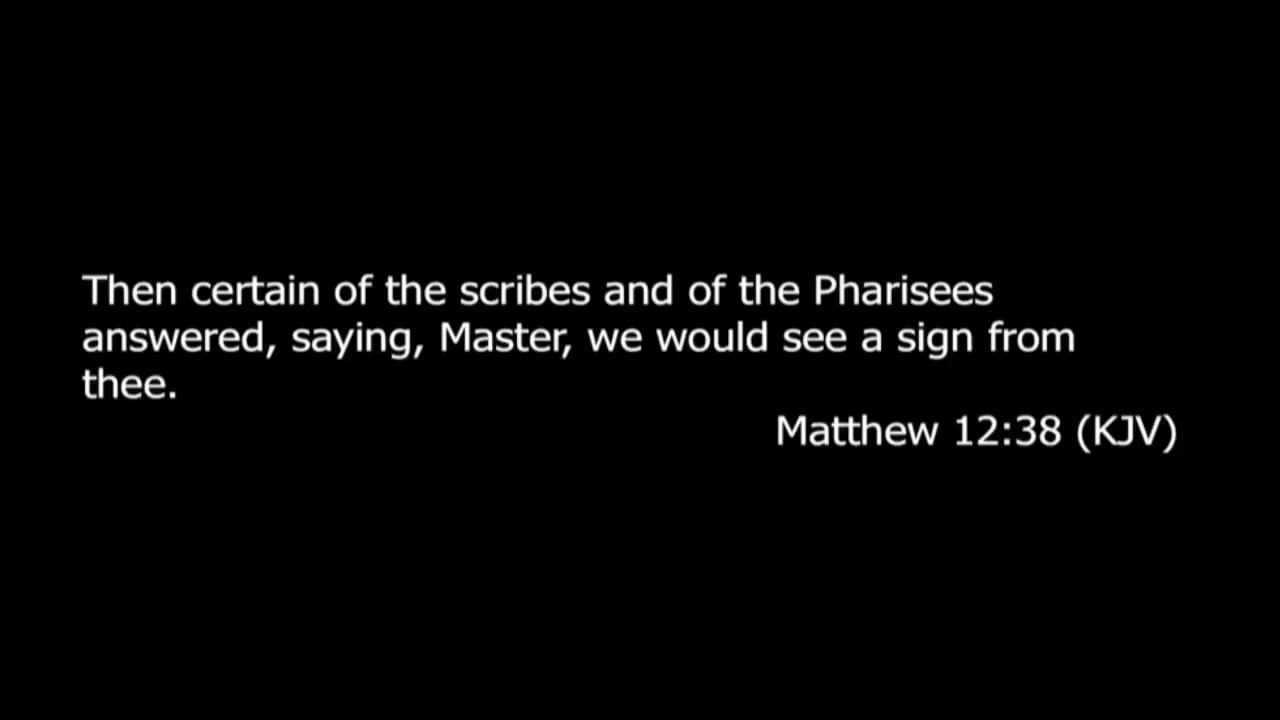 Then certain of the scribes and of the Pharisees
answered, saying, Master, we would see a sign from
thee.
Matthew 12:38 (KJV)